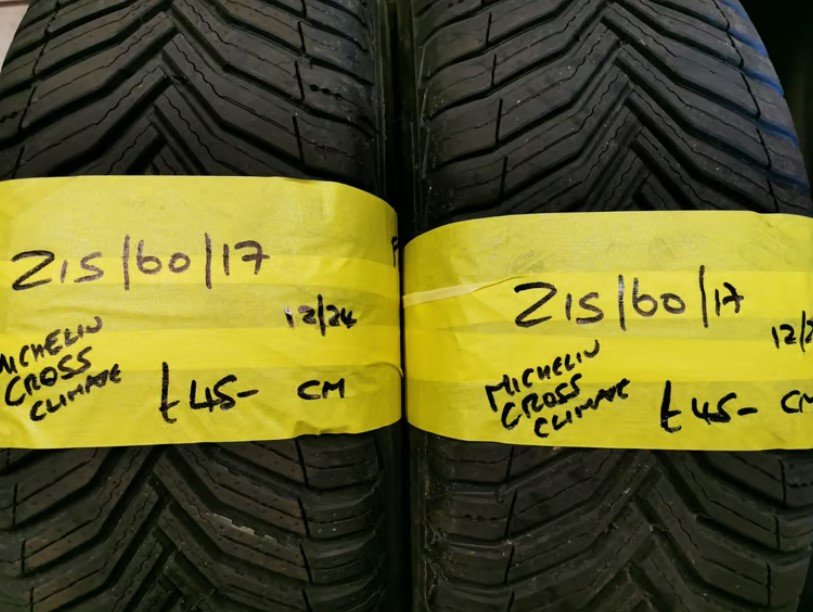 215/60/17
12/24
MICHELIN
CROSS
CLIMATE
£45-
CM
215/60/17
12/2
MICHELIN
CROSS
CLIMATE
£45-
CM